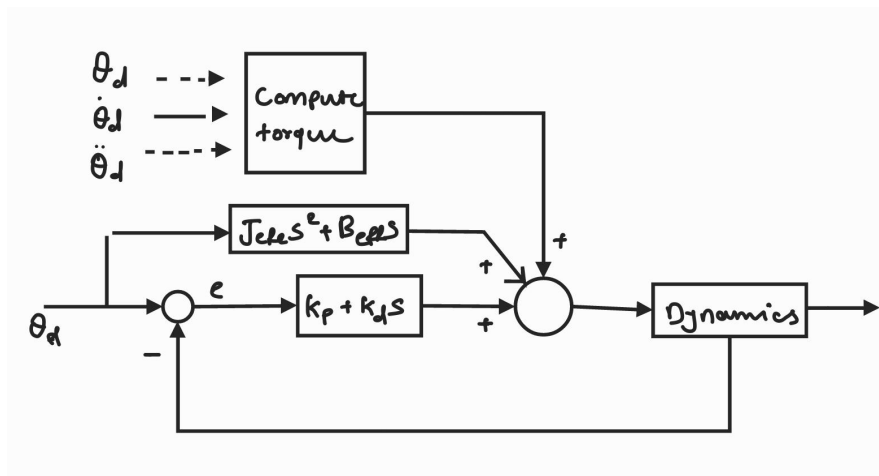 θd
θ̇d
θ̈d
Compute
torque
Jeffs² + Beffs
+
+
θd
e
kp + kds
+
Dynamics
−